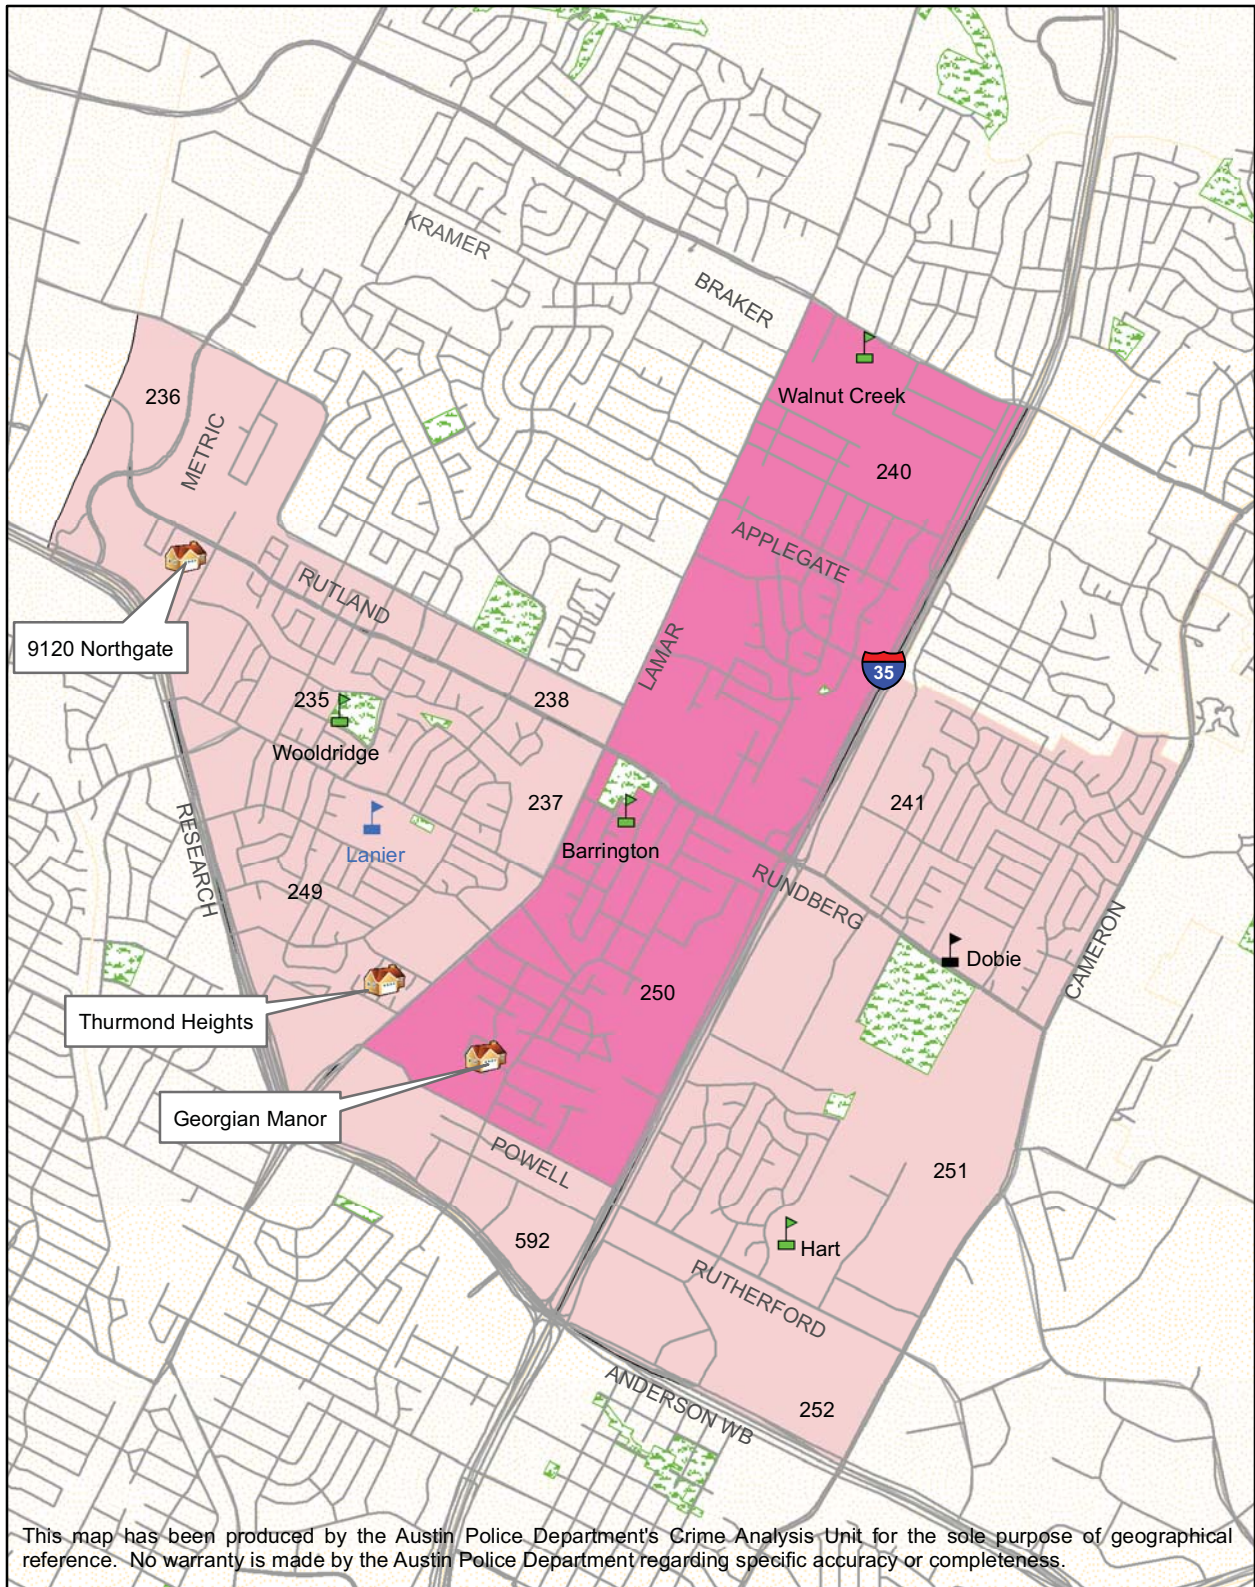 KRAMER
BRAKER
Walnut Creek
236
METRIC
240
APPLEGATE
RUTLAND
9120 Northgate
LAMAR
35
235
238
Wooldridge
237
241
RESEARCH
Lanier
Barrington
249
RUNDBERG
CAMERON
Dobie
250
Thurmond Heights
Georgian Manor
POWELL
251
592
Hart
RUTHERFORD
ANDERSON WB
252
This map has been produced by the Austin Police Department's Crime Analysis Unit for the sole purpose of geographical
reference. No warranty is made by the Austin Police Department regarding specific accuracy or completeness.